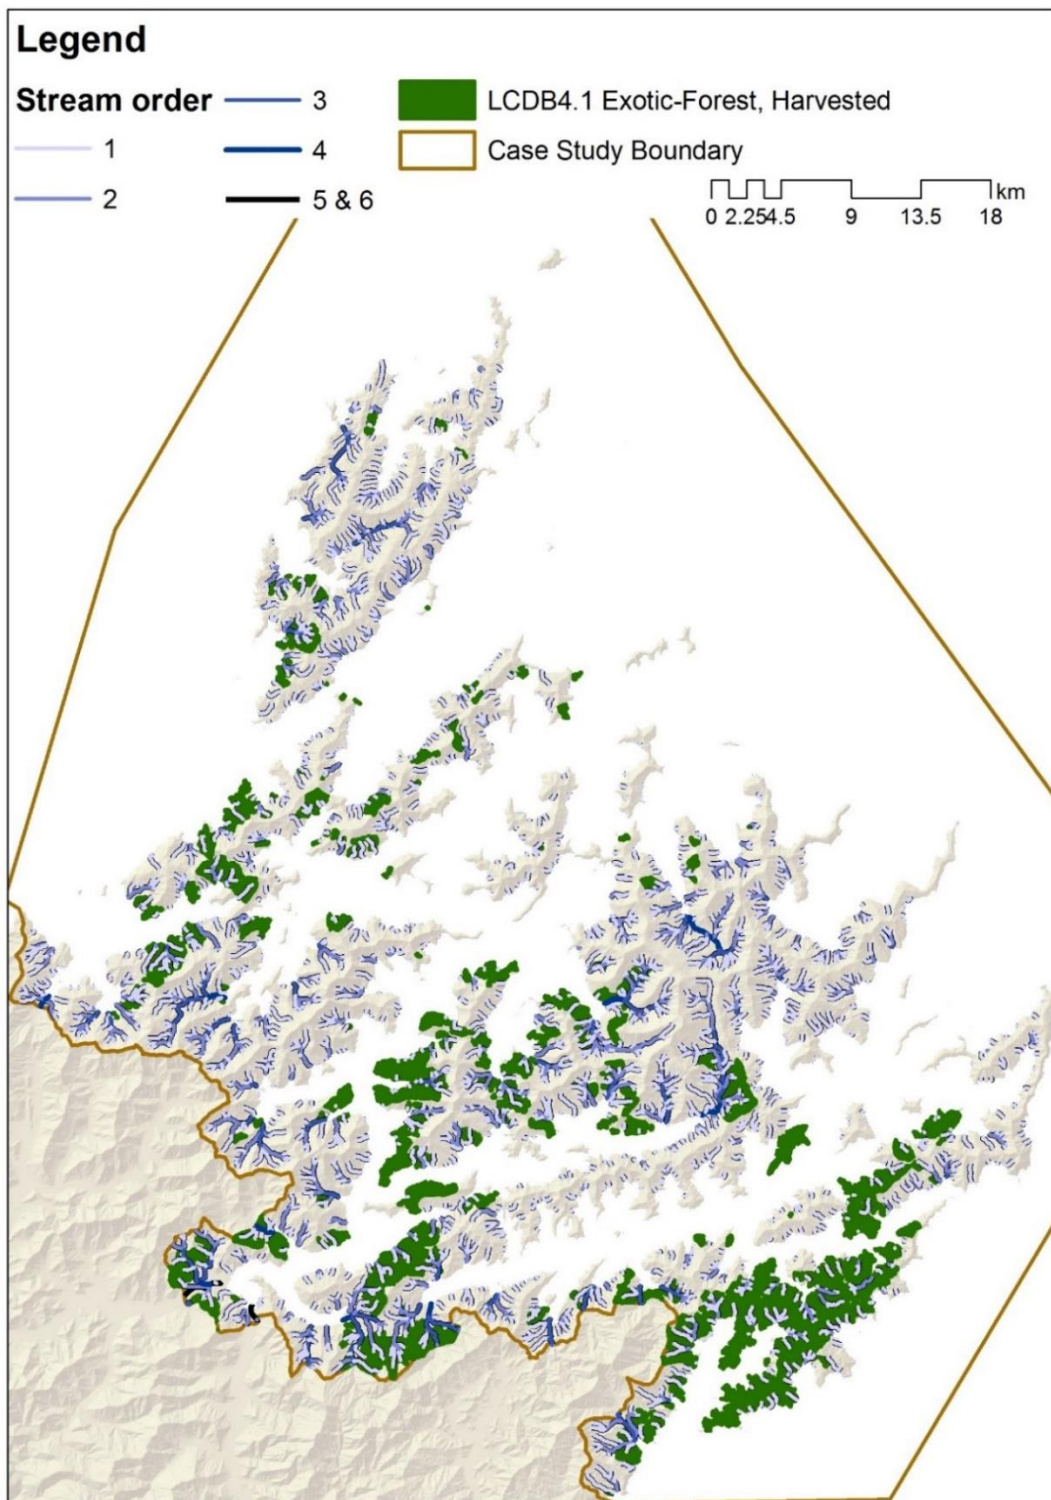 Legend
Stream order
1
2
3
4
5 & 6
LCDB4.1 Exotic-Forest, Harvested
Case Study Boundary
km
0 2.254.5 9 13.5 18